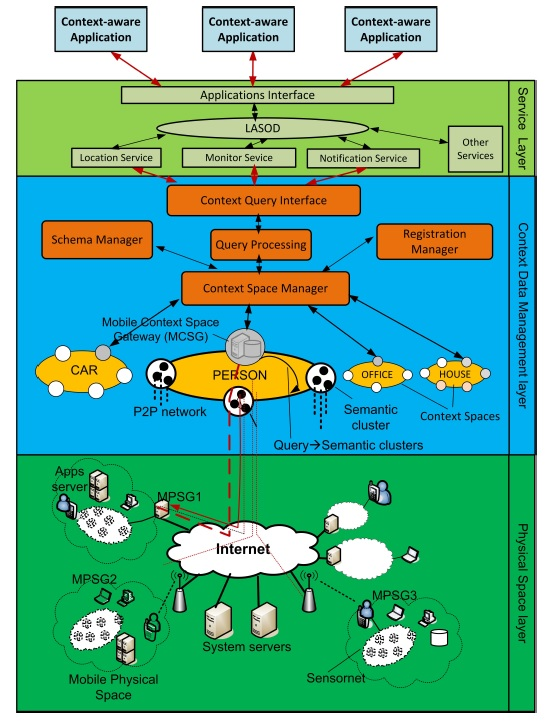 Context-aware
Application
Context-aware
Application
Context-aware
Application
Applications Interface
LASOD
Location Service
Monitor Sevice
Notification Service
Other
Services
Service Layer
Context Query Interface
Schema Manager
Query Processing
Registration
Manager
Context Space Manager
Mobile Context Space
Gateway (MCSG)
CAR
PERSON
OFFICE
HOUSE
P2P network
Semantic
cluster
Context Spaces
Query→Semantic clusters
Context Data Management layer
Apps
server
MPSG1
Internet
MPSG2
MPSG3
System servers
Mobile Physical
Space
Sensornet
Physical Space layer